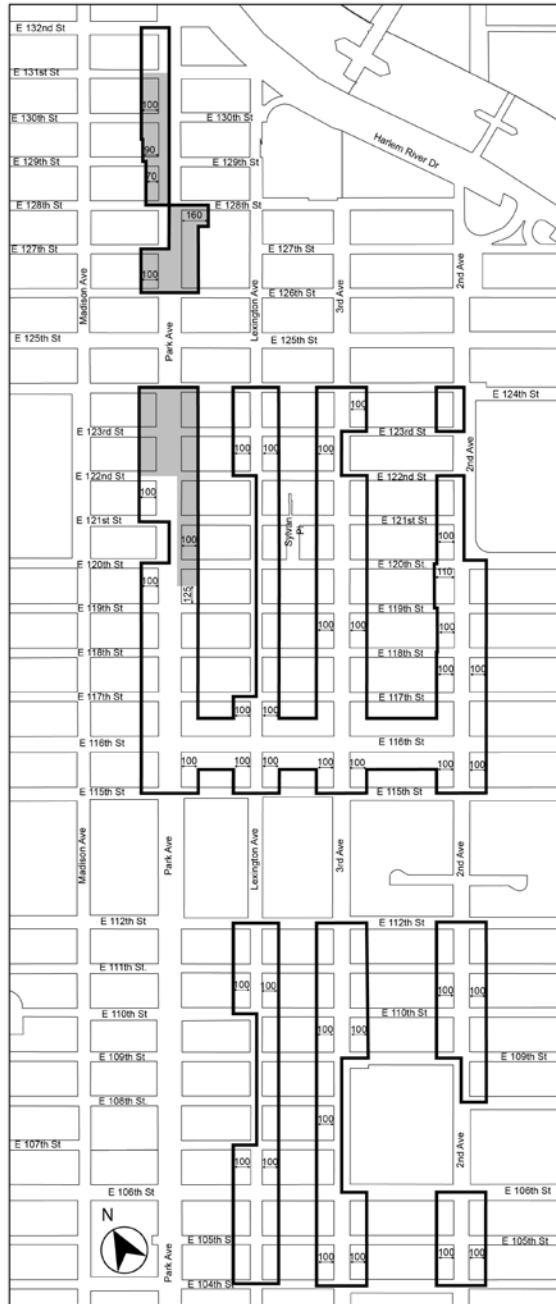 E 132nd St
E 131st St
100
E 130th St
E 130th St
90
E 129th St
E 129th St
70
E 128th St
E 128th St
160
E 127th St
E 127th St
100
E 126th St
Harlem River Dr
Madison Ave
Park Ave
Lexington Ave
3rd Ave
2nd Ave
E 125th St
E 125th St
E 124th St
100
E 123rd St
E 123rd St
100
100
100
2nd Ave
E 122nd St
E 122nd St
100
E 121st St
E 121st St
100
100
Sylvan Pl
E 120th St
E 120th St.
100
110
125
E 119th St
E 119th St
100
100
100
E 118th St
E 118th St
100
100
E 117th St
E 117th St
100
100
E 116th St
E 116th St
100
100
100
100
100
100
100
E 115th St
E 115th St
Madison Ave
Park Ave
Lexington Ave
3rd Ave
2nd Ave
E 112th St
E 112th St
E 111th St.
100
100
100
100
E 110th St
E 110th St
100
100
E 109th St
E 109th St
E 108th St.
100
E 107th St
2nd Ave
100
100
E 106th St
E 106th St
N
E 105th St
E 105th St
100
100
100
100
Park Ave
E 104th St